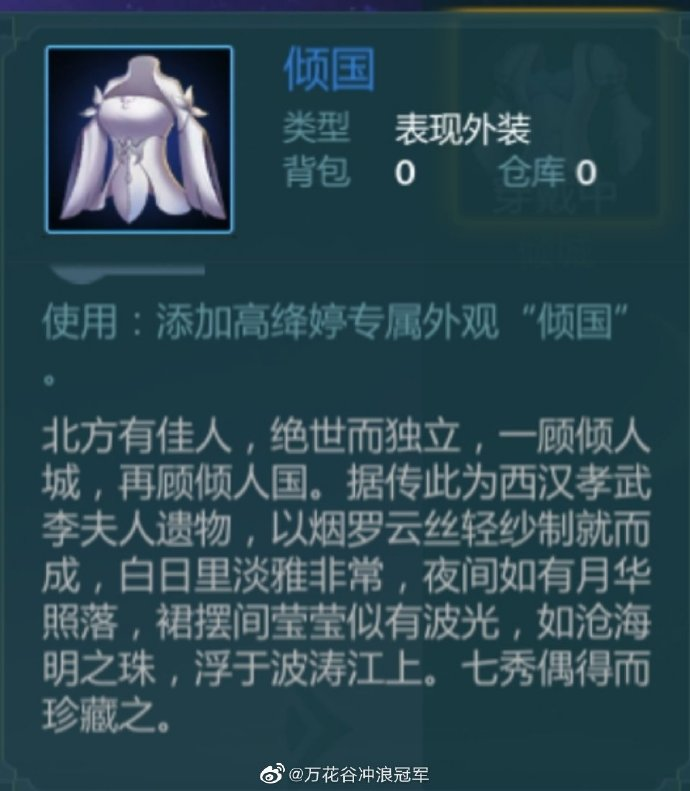 倾国
类型 表现外装
背包 0 仓库 0
穿戴中
使用：添加高绛婷专属外观“倾国”
。
北方有佳人，绝世而独立，一顾倾人
城，再顾倾人国。据传此为西汉孝武
李夫人遗物，以烟罗云丝轻纱制就而
成，白日里淡雅非常，夜间如有月华
照落，裙摆间莹莹似有波光，如沧海
明之珠，浮于波涛江上。七秀偶得而
珍藏之。
@万花谷冲浪冠军